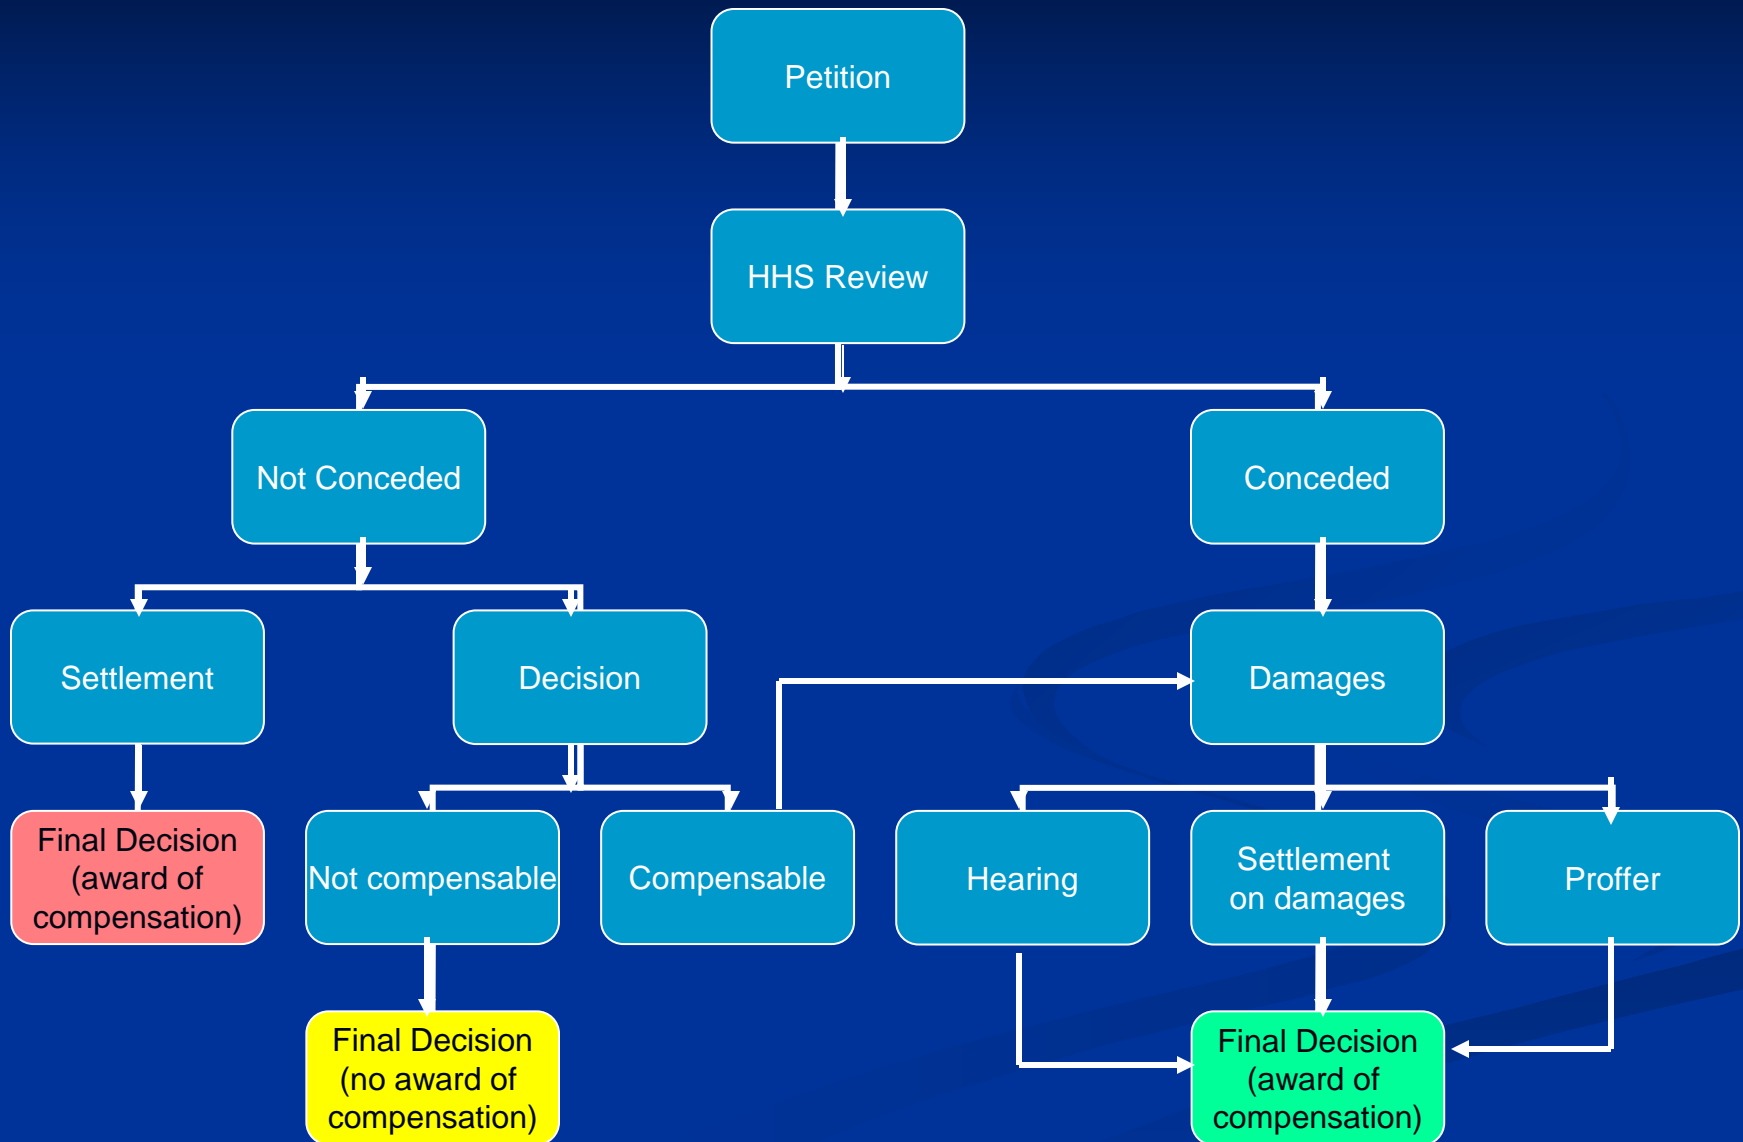 Petition
HHS Review
Not Conceded
Conceded
Settlement
Decision
Damages
Final Decision
(award of
compensation)
Not compensable
Compensable
Hearing
Settlement
on damages
Proffer
Final Decision
(no award of
compensation)
Final Decision
(award of
compensation)